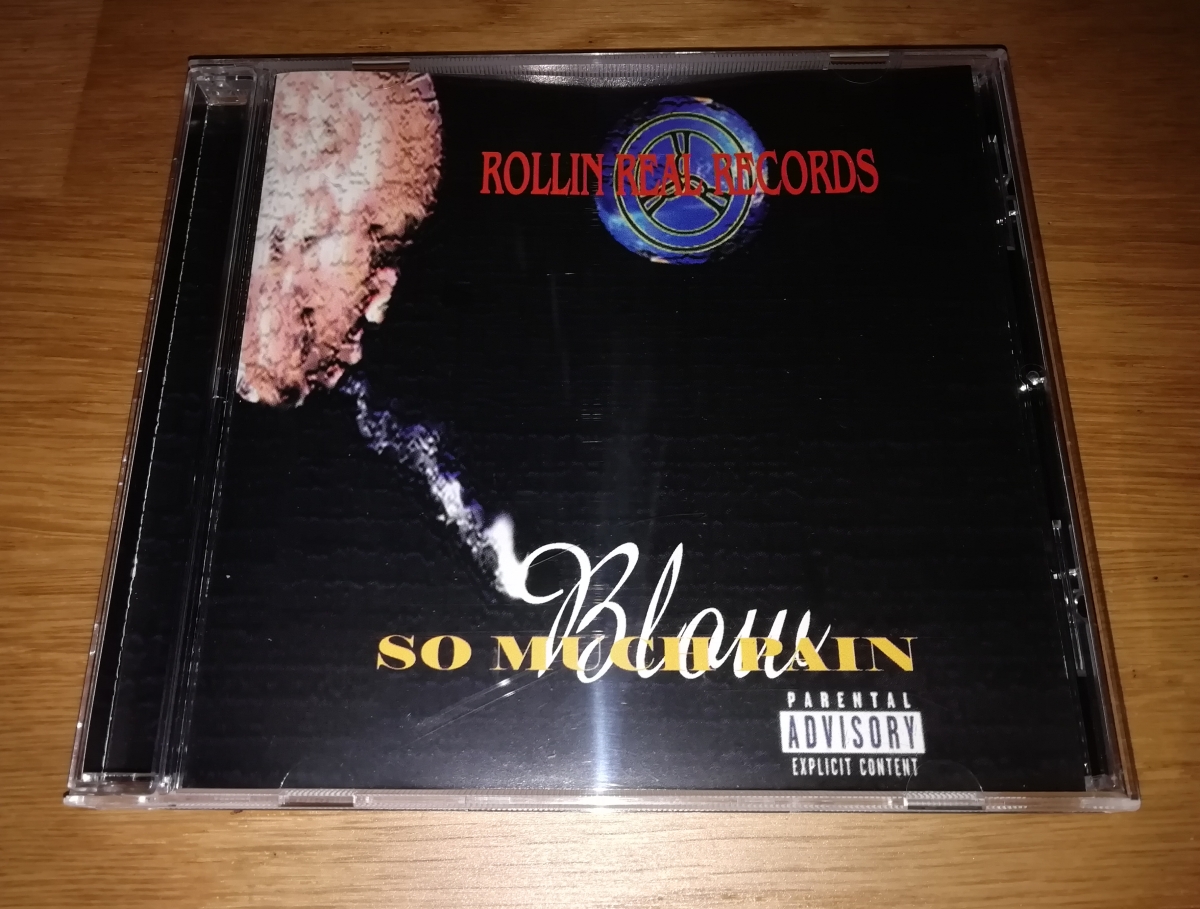 ROLLIN REAL RECORDS
Blow
SO MUCH PAIN
PARENTAL
ADVISORY
EXPLICIT CONTENT